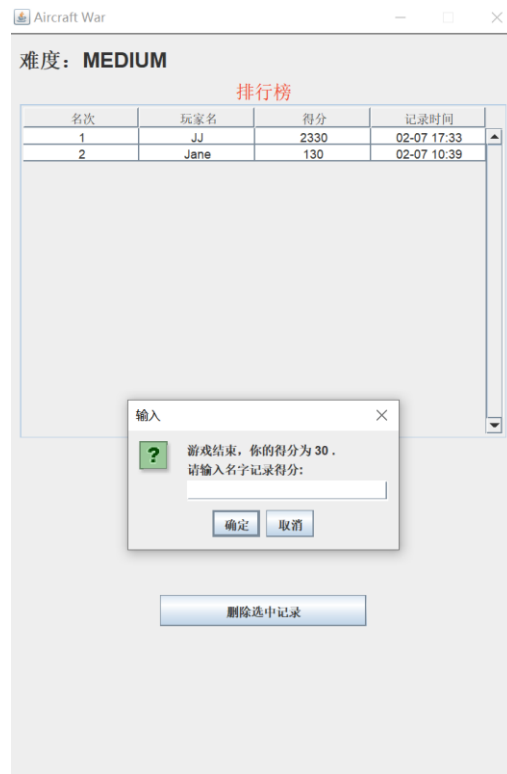 Aircraft War
难度：MEDIUM
排行榜
名次 玩家名 得分 记录时间
1 JJ 2330 02-07 17:33
2 Jane 130 02-07 10:39
输入
?
游戏结束，你的得分为 30 .
请输入名字记录得分:
确定 取消
删除选中记录